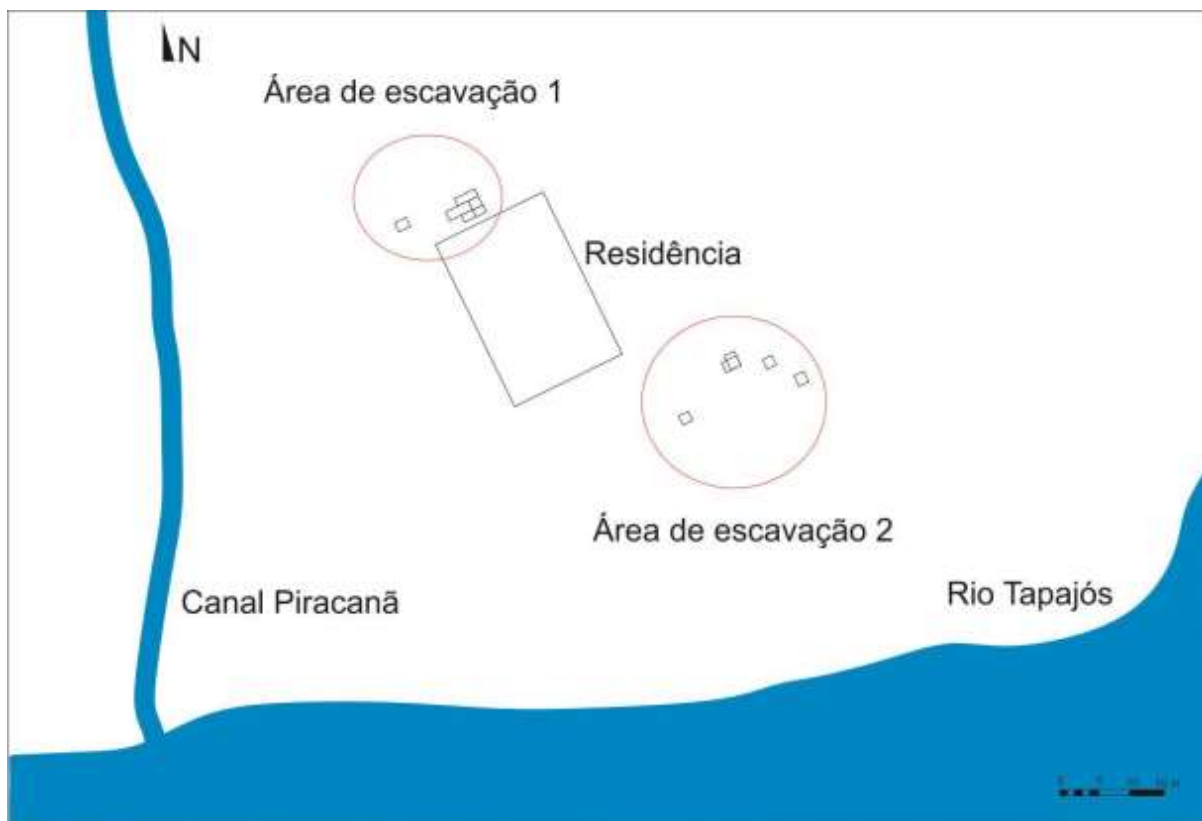 N
Área de escavação 1
Residência
Área de escavação 2
Canal Piracanã
Rio Tapajós